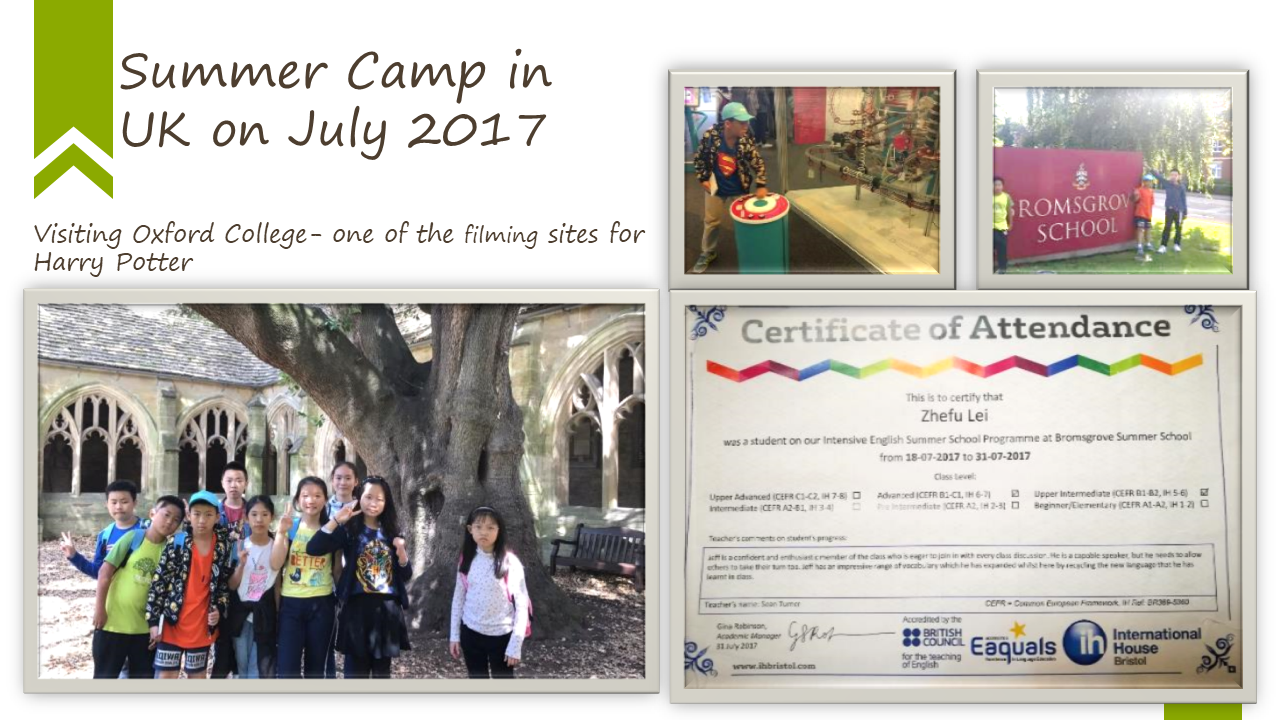 Summer Camp in
UK on July 2017
Visiting Oxford College- one of the filming sites for
Harry Potter
BROMSGROV
SCHOOL
BETTER
Certificate of Attendance
This is to certify that
Zhefu Lei
was a student on our Intensive English Summer School Programme at Bromsgrove Summer School
from 18-07-2017 to 31-07-2017
Class Level:
Upper Advanced (CEFR C1-C2, IH 7-8) ☐ Advanced (CEFR B1-C1, IH 6-7) ☑ Upper Intermediate (CEFR B1-B2, IH 5-6) ☑
Intermediate (CEFR A2-B1, IH 3-4) ☐ Pre Intermediate (CEFR A2, IH 2-3) ☐ Beginner/Elementary (CEFR A1-A2, IH 1-2) ☐
Teacher's comments on student's progress:
Jeff is a confident and enthusiastic member of the class who is eager to join in with every class discussion. He is a capable speaker, but he needs to allow
others to take their turn too. Jeff has an impressive range of vocabulary which he has expanded whilst here by recycling the new language that he has
learnt in class.
Teacher's name: Sean Turner
CEFR = Common European Framework, IH Ref: BR369-5360
Gina Robinson,
Academic Manager
31 July 2017
www.ihbristol.com
Accredited by the
BRITISH
COUNCIL
for the teaching
of English
Eaquals
ih International
House
Bristol